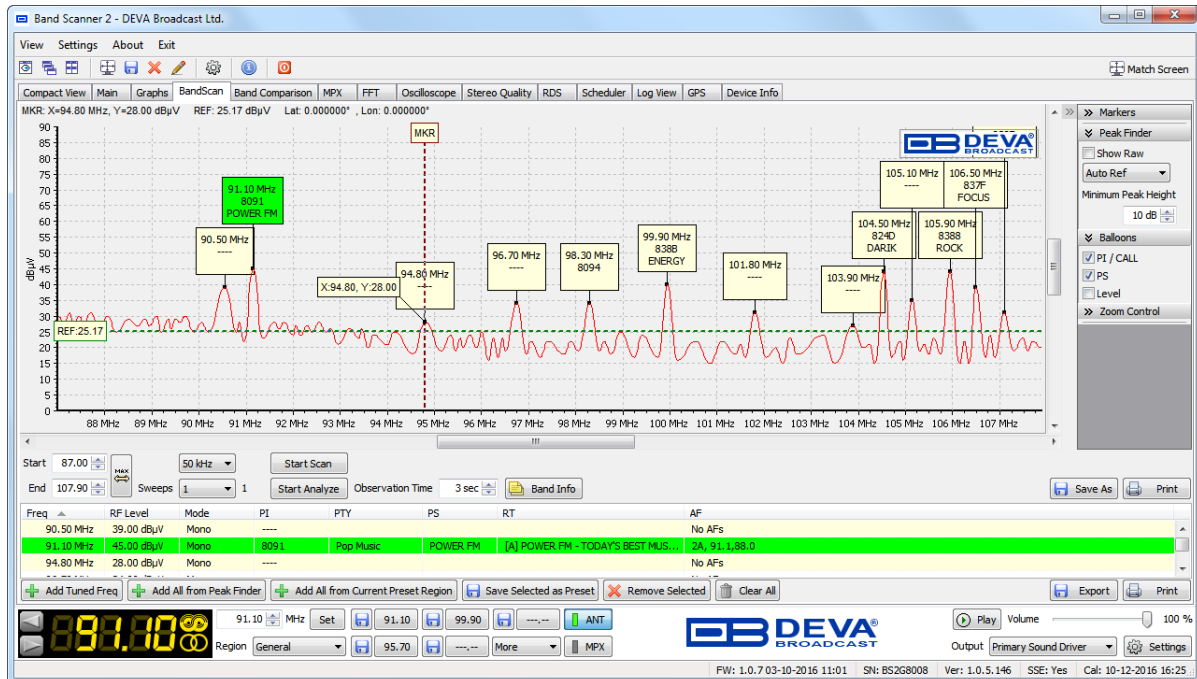 Band Scanner 2 - DEVA Broadcast Ltd.
View Settings About Exit
Match Screen
Compact View Main Graphs BandScan Band Comparison MPX FFT Oscilloscope Stereo Quality RDS Scheduler Log View GPS Device Info
MKR: X=94.80 MHz, Y=28.00 dBµV REF: 25.17 dBµV Lat: 0.000000° , Lon: 0.000000°
Markers
Peak Finder
Show Raw
Auto Ref
Minimum Peak Height
10 dB
Balloons
PI / CALL
PS
Level
Zoom Control
MKR
DEVA
BROADCAST
91.10 MHz
8091
POWER FM
90.50 MHz
----
X:94.80, Y:28.00
94.80 MHz
----
96.70 MHz
----
98.30 MHz
8094
99.90 MHz
838B
ENERGY
101.80 MHz
----
103.90 MHz
----
104.50 MHz
824D
DARIK
105.10 MHz
----
105.90 MHz
8388
ROCK
106.50 MHz
837F
FOCUS
REF:25.17
dBµV
90
85
80
75
70
65
60
55
50
45
40
35
30
25
20
15
10
5
0
88 MHz 89 MHz 90 MHz 91 MHz 92 MHz 93 MHz 94 MHz 95 MHz 96 MHz 97 MHz 98 MHz 99 MHz 100 MHz 101 MHz 102 MHz 103 MHz 104 MHz 105 MHz 106 MHz 107 MHz
Start 87.00 MAX 50 kHz Start Scan
End 107.90 Sweeps 1 1 Start Analyze Observation Time 3 sec Band Info Save As Print
Freq RF Level Mode PI PTY PS RT AF
90.50 MHz 39.00 dBµV Mono ---- No AFs
91.10 MHz 45.00 dBµV Mono 8091 Pop Music POWER FM [A] POWER FM - TODAY'S BEST MUS... 2A, 91.1,88.0
94.80 MHz 28.00 dBµV Mono ---- No AFs
Add Tuned Freq Add All from Peak Finder Add All from Current Preset Region Save Selected as Preset Remove Selected Clear All Export Print
91.10
91.10 MHz Set 91.10 99.90 ---,-- ANT
Region General 95.70 ---,-- More MPX
DEVA®
BROADCAST
Play Volume 100 %
Output Primary Sound Driver Settings
FW: 1.0.7 03-10-2016 11:01 SN: BS2G8008 Ver: 1.0.5.146 SSE: Yes Cal: 10-12-2016 16:25